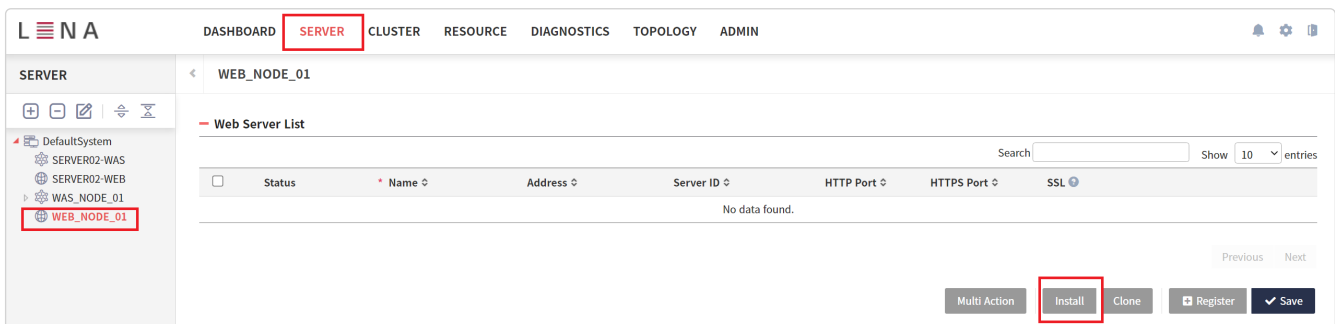 LENA
DASHBOARD SERVER CLUSTER RESOURCE DIAGNOSTICS TOPOLOGY ADMIN
SERVER
WEB_NODE_01
DefaultSystem
SERVER02-WAS
SERVER02-WEB
WAS_NODE_01
WEB_NODE_01
Web Server List
Search
Show 10 entries
Status * Name Address Server ID HTTP Port HTTPS Port SSL
No data found.
Previous Next
Multi Action Install Clone Register Save